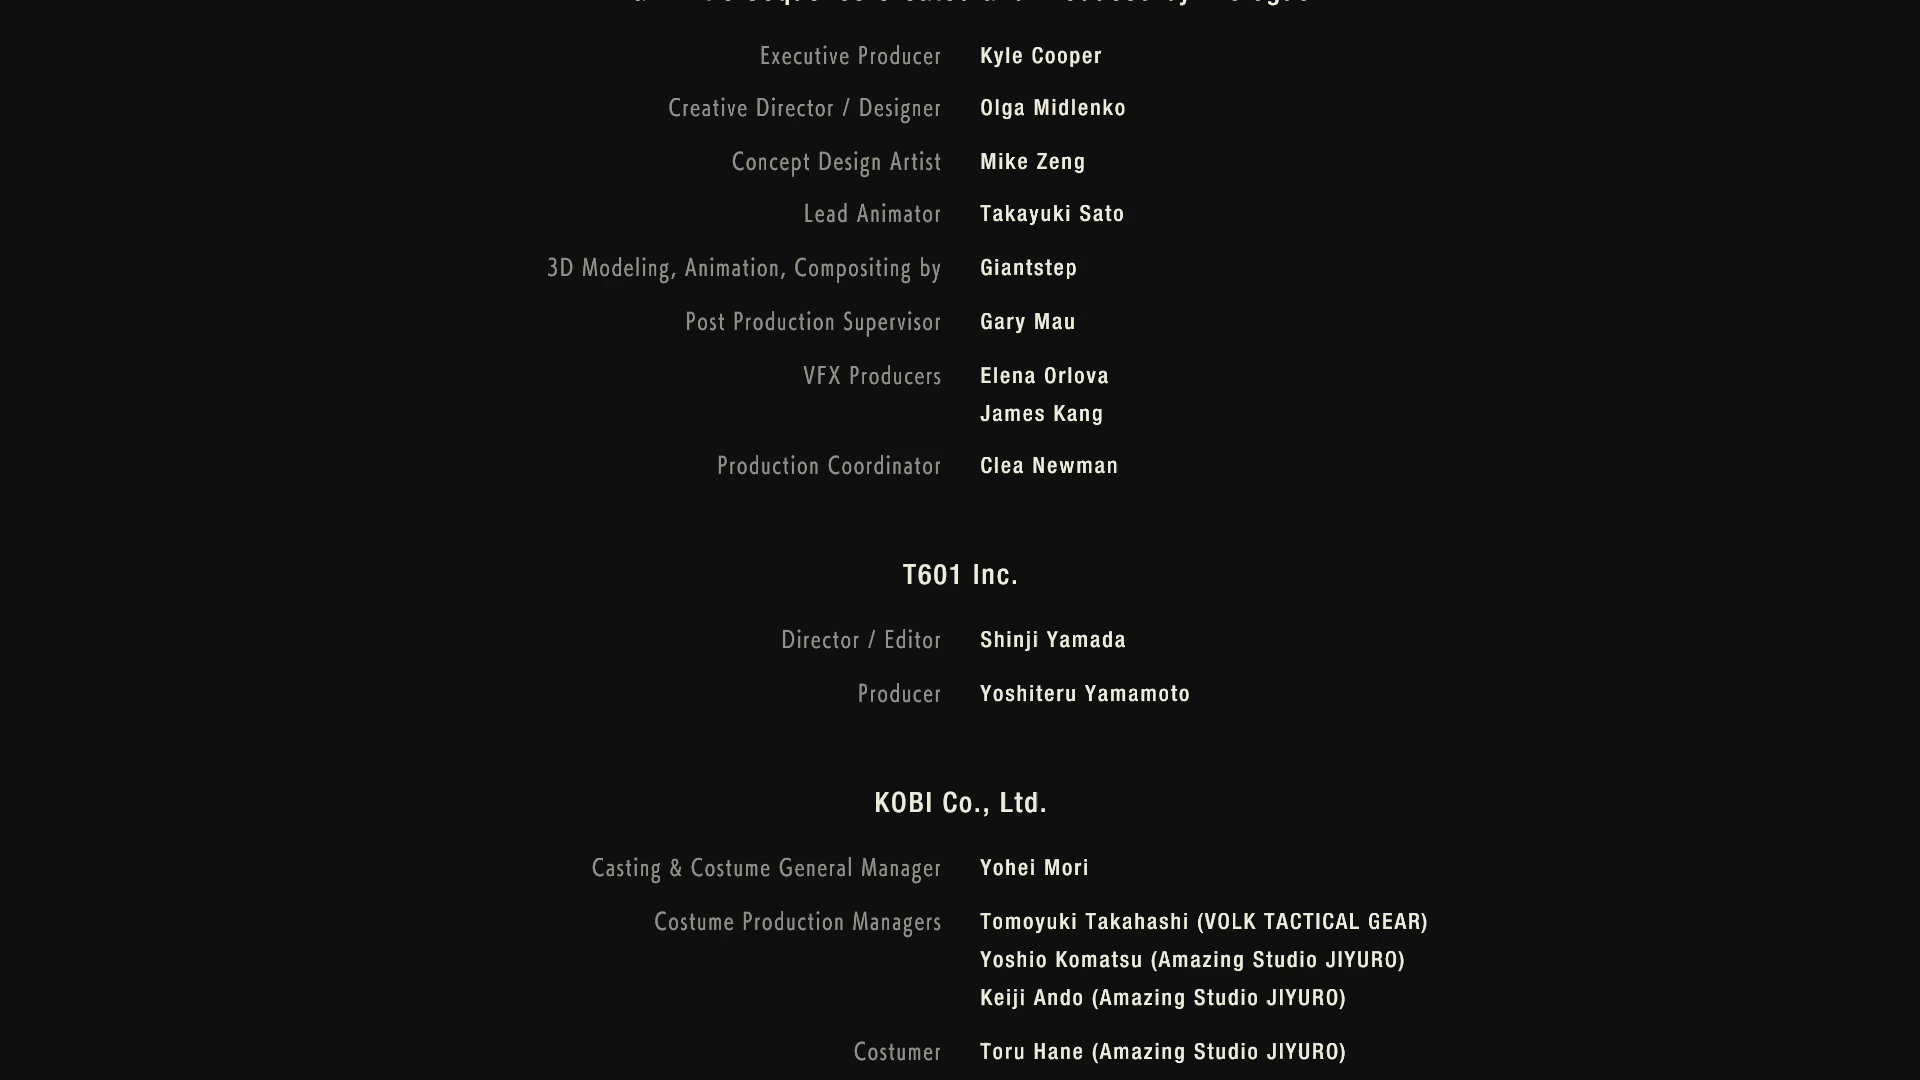 Executive Producer Kyle Cooper
Creative Director / Designer Olga Midlenko
Concept Design Artist Mike Zeng
Lead Animator Takayuki Sato
3D Modeling, Animation, Compositing by Giantstep
Post Production Supervisor Gary Mau
VFX Producers Elena Orlova
James Kang
Production Coordinator Clea Newman
T601 Inc.
Director / Editor Shinji Yamada
Producer Yoshiteru Yamamoto
KOBI Co., Ltd.
Casting & Costume General Manager Yohei Mori
Costume Production Managers Tomoyuki Takahashi (VOLK TACTICAL GEAR)
Yoshio Komatsu (Amazing Studio JIYURO)
Keiji Ando (Amazing Studio JIYURO)
Costumer Toru Hane (Amazing Studio JIYURO)